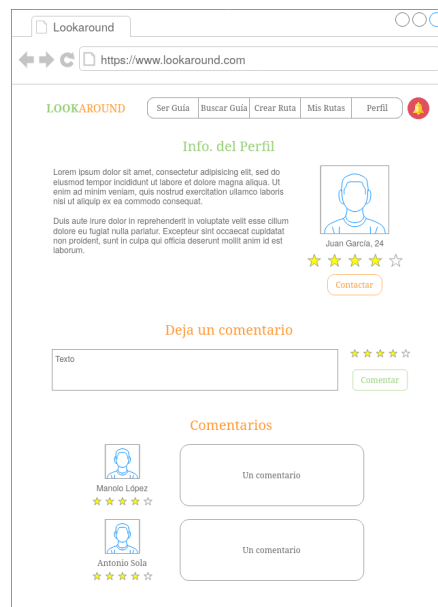 Lookaround
https://www.lookaround.com
LOOKAROUND
Ser Guía
Buscar Guía
Crear Ruta
Mis Rutas
Perfil
Info. del Perfil
Lorem ipsum dolor sit amet, consectetur adipisicing elit, sed do
eiusmod tempor incididunt ut labore et dolore magna aliqua. Ut
enim ad minim veniam, quis nostrud exercitation ullamco laboris
nisi ut aliquip ex ea commodo consequat.
Duis aute irure dolor in reprehenderit in voluptate velit esse cillum
dolore eu fugiat nulla pariatur. Excepteur sint occaecat cupidatat
non proident, sunt in culpa qui officia deserunt mollit anim id est
laborum.
Juan García, 24
Contactar
Deja un comentario
Texto
Comentar
Comentarios
Manolo López
Un comentario
Antonio Sola
Un comentario